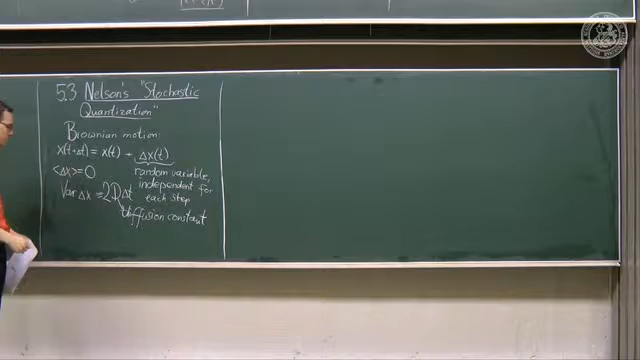 5.3 Nelson's "Stochastic
Quantization"
Brownian motion:
x(t+Δt) = x(t) + Δx(t)
<Δx> = 0
random variable,
independent for
each step
Var Δx = 2DΔt
diffusion constant